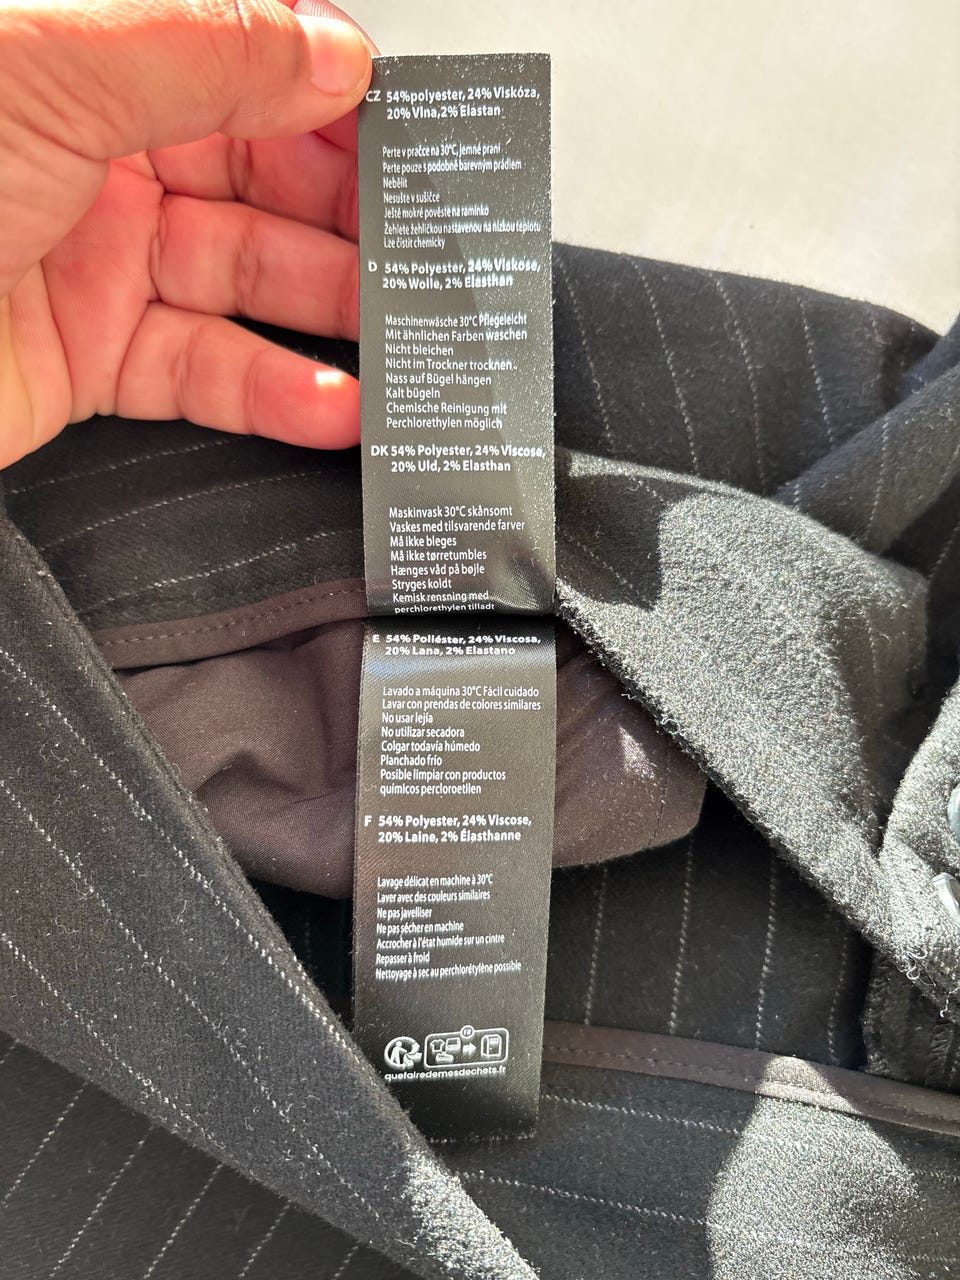 CZ 54%polyester, 24% Viskóza,
20% Vlna,2% Elastan
Perte v pračce na 30°C, jemné praní
Perte pouze s podobně barevným prádlem
Nebělit
Nesušte v sušičce
Ještě mokré pověste na ramínko
Žehlete žehličkou nastavenou na nízkou teplotu
Lze čistit chemicky
D 54% Polyester, 24% Viskose,
20% Wolle, 2% Elasthan
Maschinenwäsche 30°C Pflegeleicht
Mit ähnlichen Farben waschen
Nicht bleichen
Nicht im Trockner trocknen.
Nass auf Bügel hängen
Kalt bügeln
Chemische Reinigung mit
Perchlorethylen möglich
DK 54% Polyester, 24% Viscose,
20% Uld, 2% Elasthan
Maskinvask 30°C skånsomt
Vaskes med tilsvarende farver
Må ikke bleges
Må ikke tørretumbles
Hænges våd på bøjle
Stryges koldt
Kemisk rensning med
perchlorethylen tilladt
E 54% Poliéster, 24% Viscosa,
20% Lana, 2% Elastano
Lavado a máquina 30°C Fácil cuidado
Lavar con prendas de colores similares
No usar lejía
No utilizar secadora
Colgar todavía húmedo
Planchado frío
Posible limpiar con productos
químicos percloroetilen
F 54% Polyester, 24% Viscose,
20% Laine, 2% Élasthanne
Lavage délicat en machine à 30°C
Laver avec des couleurs similaires
Ne pas javelliser
Ne pas sécher en machine
Accrocher à l'état humide sur un cintre
Repasser à froid
Nettoyage à sec au perchlorétylène possible
FR
quefairedemesdechets.fr